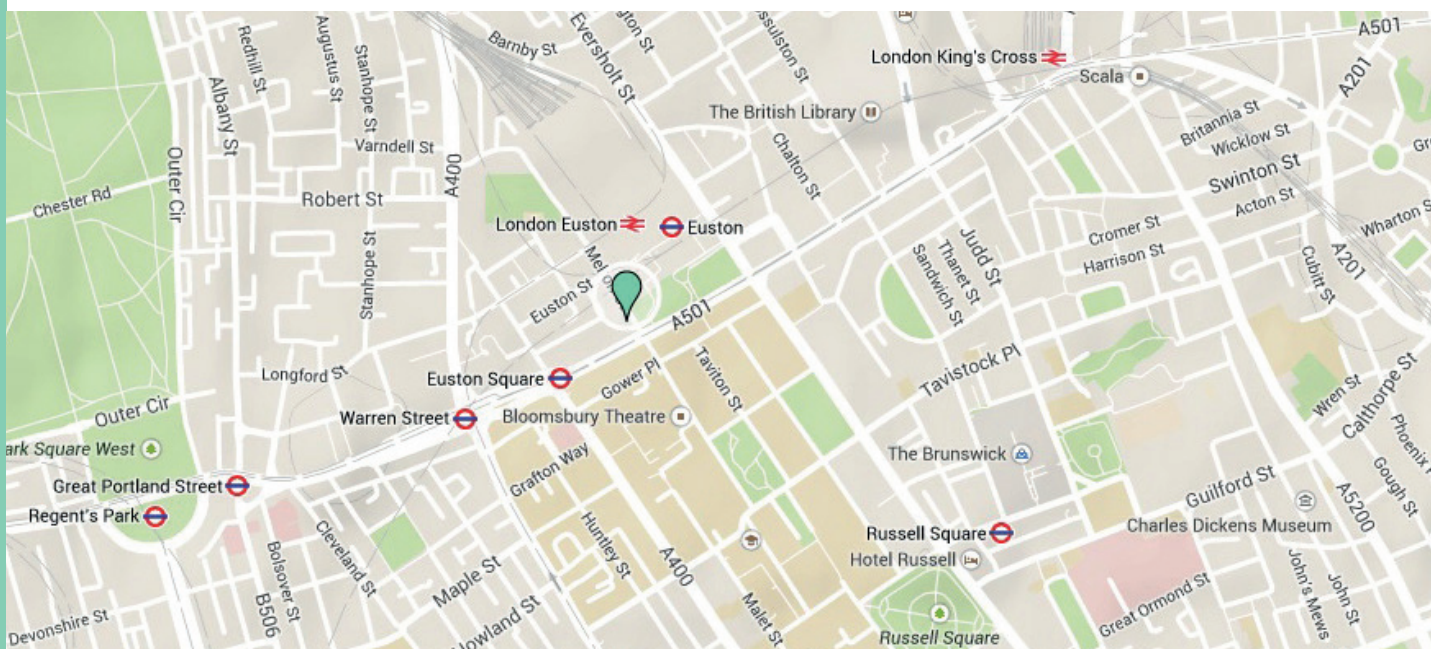 Barnby St
Eversholt St
ngton St
ssulston St
London King's Cross
A501
Scala
A201
Redhill St
Augustus St
Stanhope St
Albany St
The British Library
Britannia St
Wicklow St
Varndell St
A400
Chalton St
Swinton St
Acton St
Outer Cir
Chester Rd
Robert St
London Euston
Euston
Judd St
Thanet St
Sandwich St
Cromer St
Harrison St
Wharton S
A201
Cubitt St
Stanhope St
Euston St
A501
Tavistock Pl
Longford St
Euston Square
Gower Pl
Taviton St
Outer Cir
Warren Street
Bloomsbury Theatre
Wren St
Calthorpe St
ark Square West
The Brunswick
Phoenix
Grafton Way
Great Portland Street
Regent's Park
Guilford St
Gough St
A5200
Charles Dickens Museum
Russell Square
Hotel Russell
Huntley St
A400
Cleveland St
Bolsover St
Maple St
Malet St
B506
Howland St
Great Ormond St
John's Mews
John St
Devonshire St
Russell Square